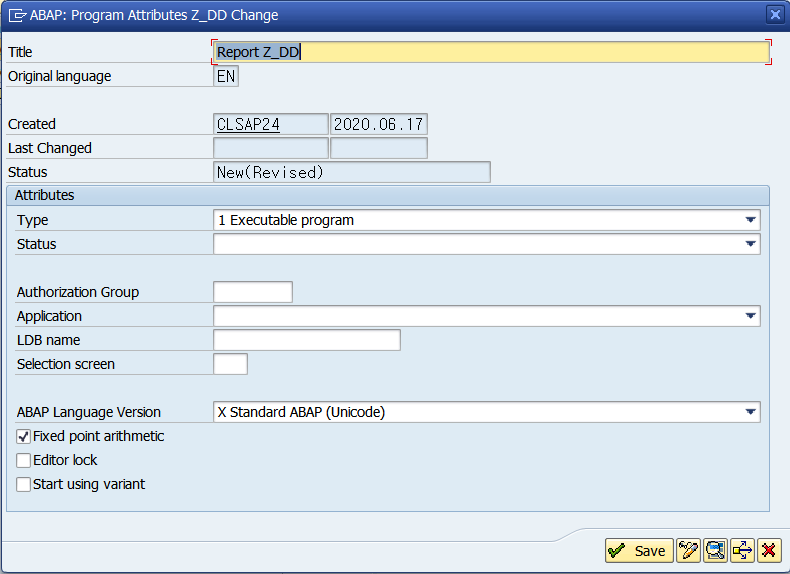 ABAP: Program Attributes Z_DD Change
Title Report Z_DD
Original language EN
Created CLSAP24 2020.06.17
Last Changed
Status New(Revised)
Attributes
Type 1 Executable program
Status
Authorization Group
Application
LDB name
Selection screen
ABAP Language Version X Standard ABAP (Unicode)
Fixed point arithmetic
Editor lock
Start using variant
Save